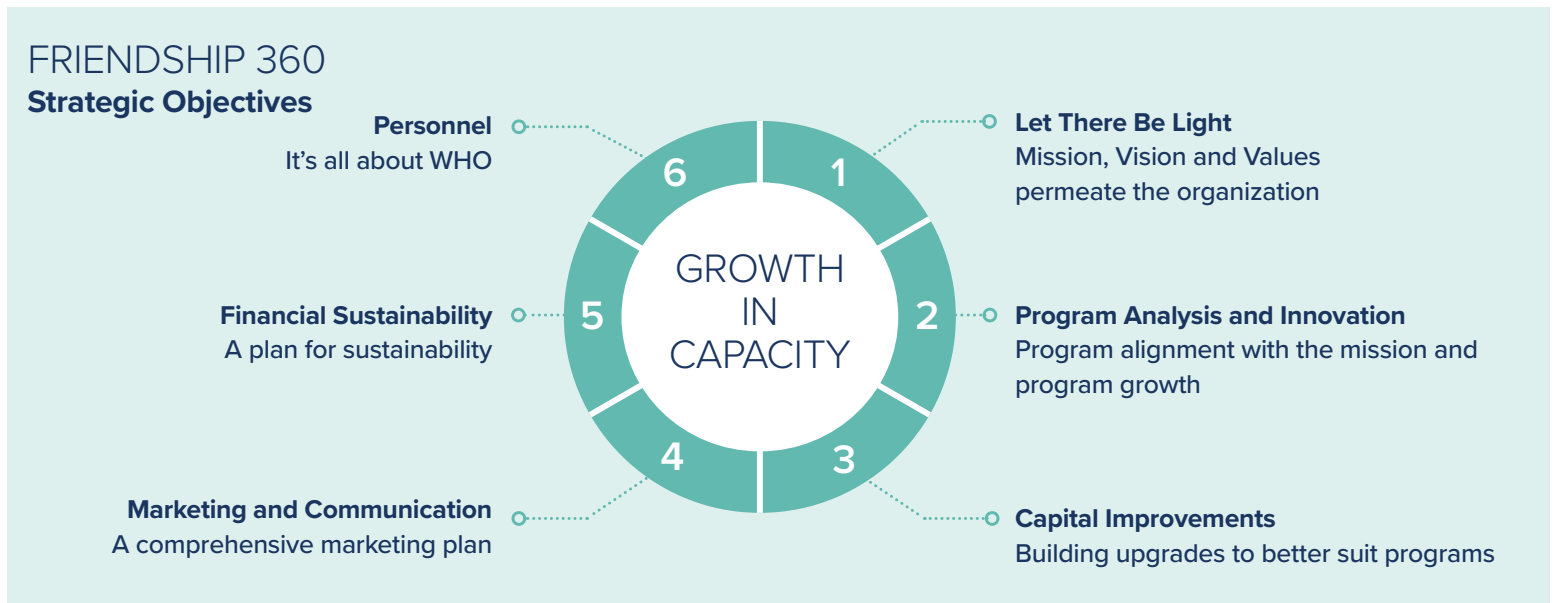 FRIENDSHIP 360
Strategic Objectives
Personnel
It’s all about WHO
Let There Be Light
Mission, Vision and Values
permeate the organization
6
1
Financial Sustainability
A plan for sustainability
5
GROWTH
IN
CAPACITY
2
Program Analysis and Innovation
Program alignment with the mission and
program growth
4
3
Marketing and Communication
A comprehensive marketing plan
Capital Improvements
Building upgrades to better suit programs